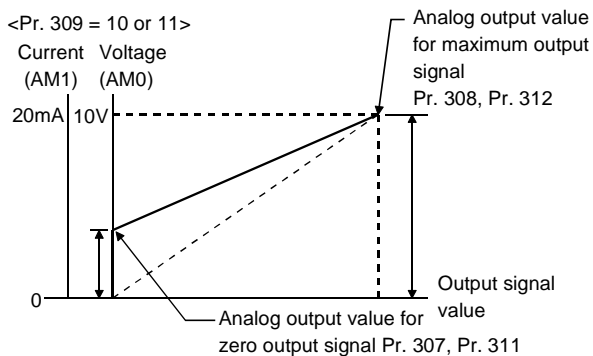 <Pr. 309 = 10 or 11>
Current Voltage
(AM1) (AM0)
20mA 10V
0
Analog output value
for maximum output
signal
Pr. 308, Pr. 312
Output signal
value
Analog output value for
zero output signal Pr. 307, Pr. 311